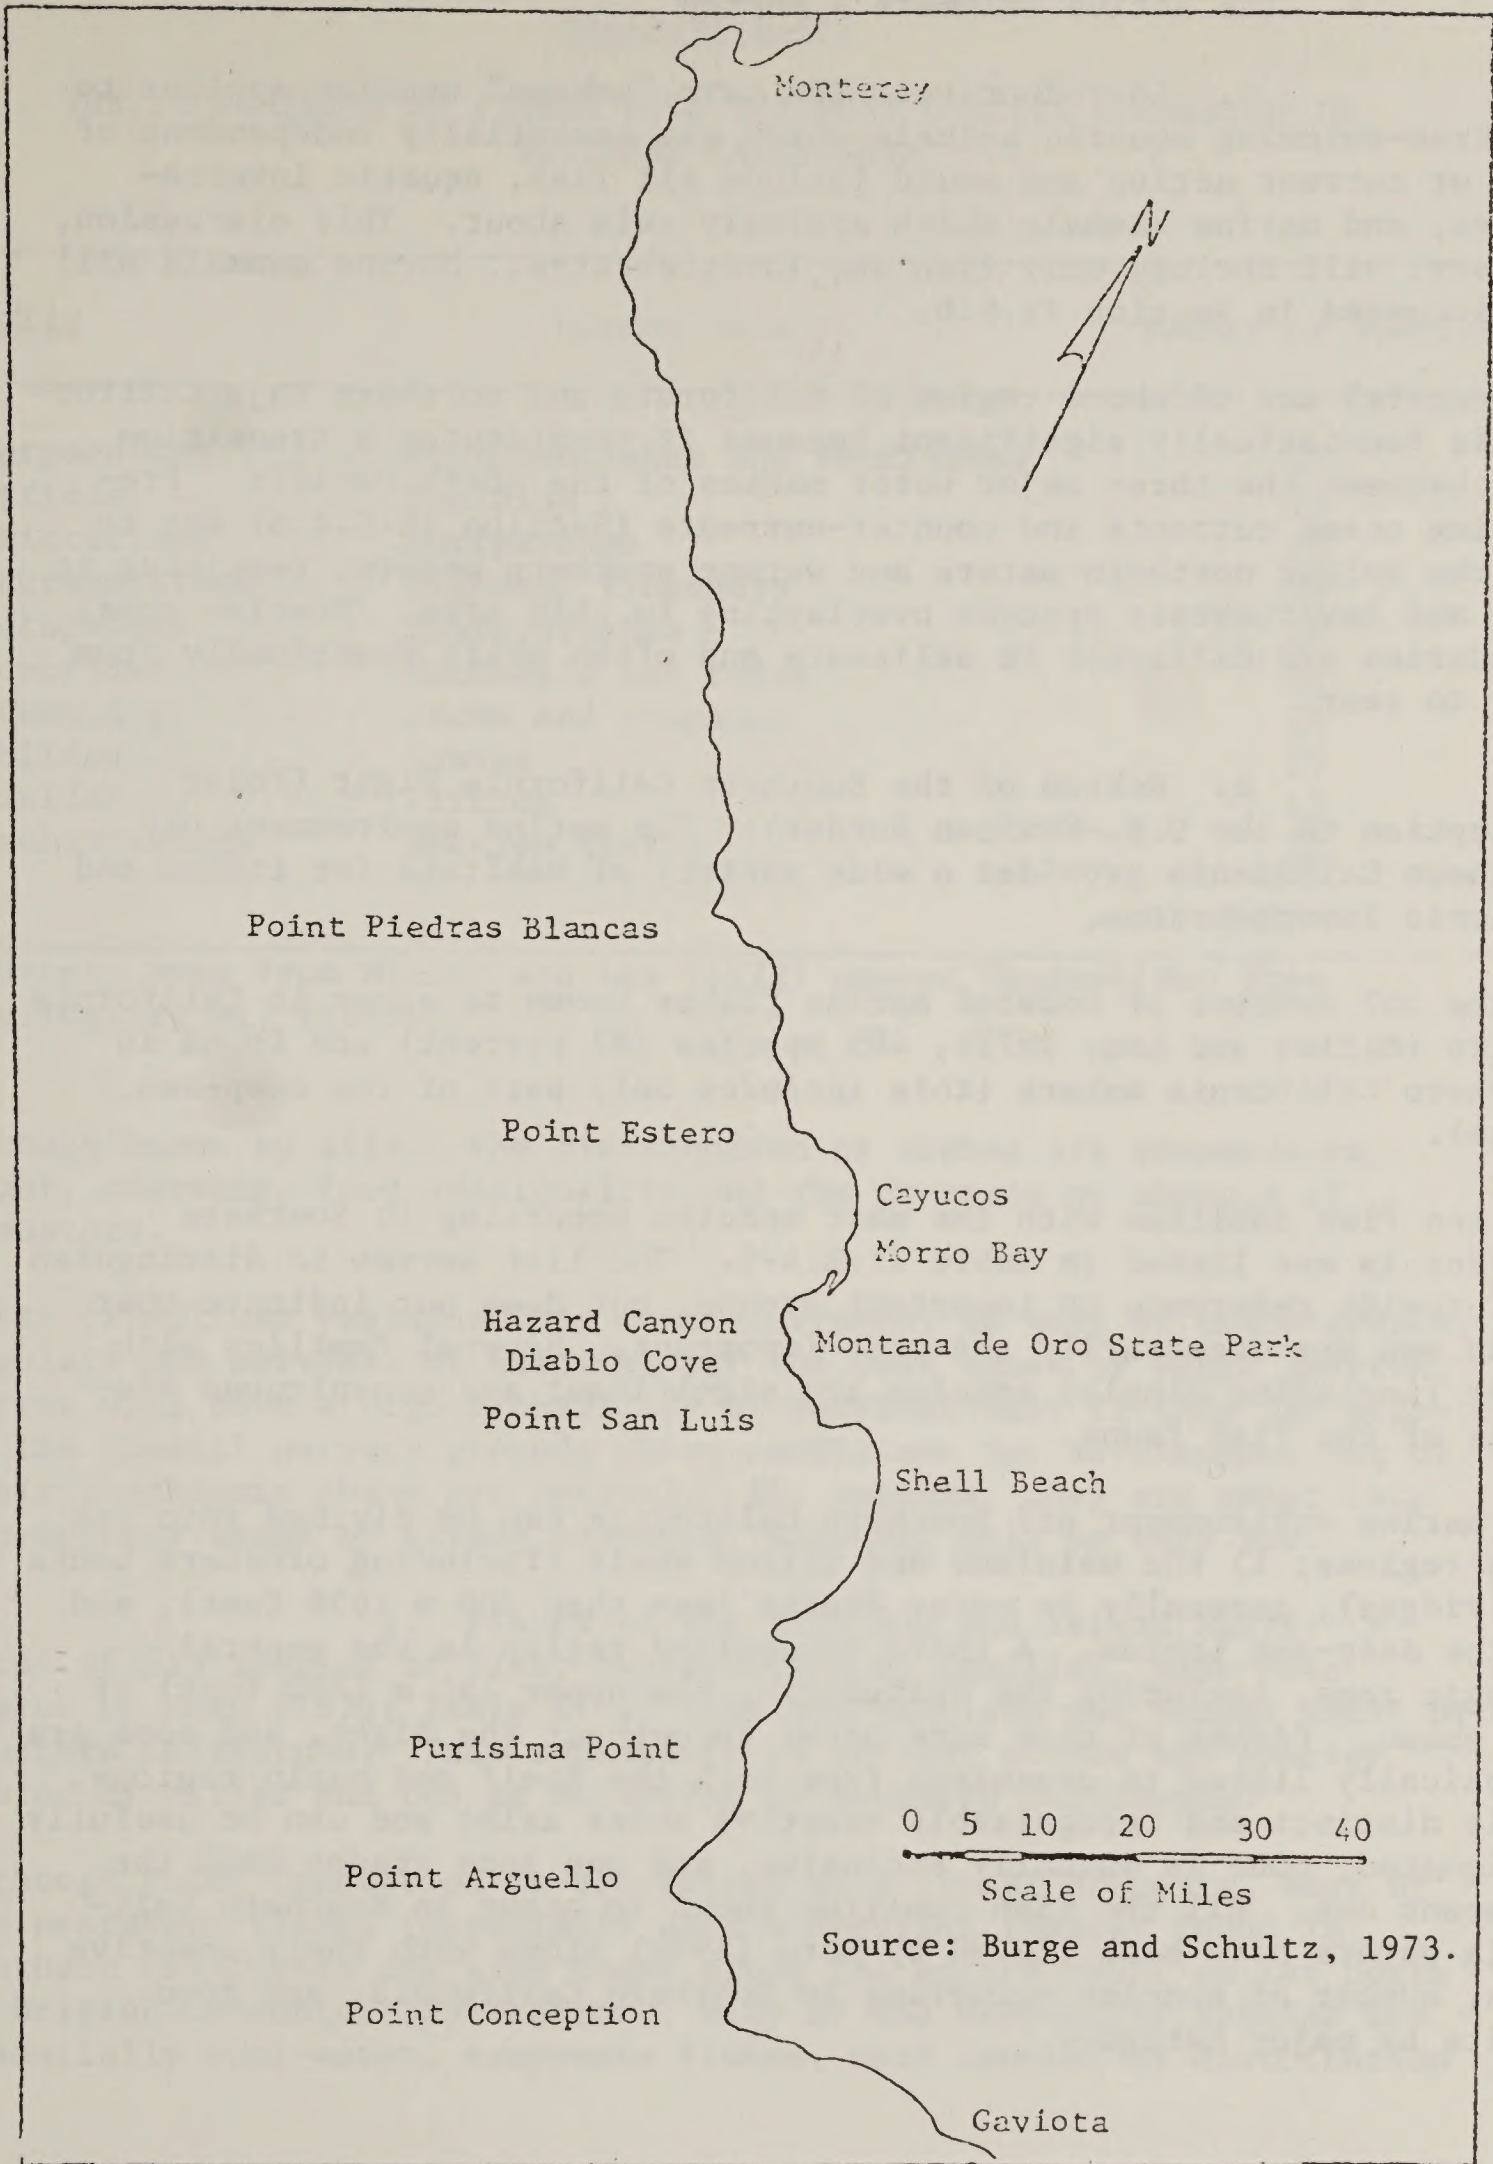 Monterey
N
Point Piedras Blancas
Point Estero
Cayucos
Morro Bay
Hazard Canyon
Montana de Oro State Park
Diablo Cove
Point San Luis
Shell Beach
Purisima Point
0 5 10 20 30 40
Point Arguello
Scale of Miles
Source: Burge and Schultz, 1973.
Point Conception
Gaviota